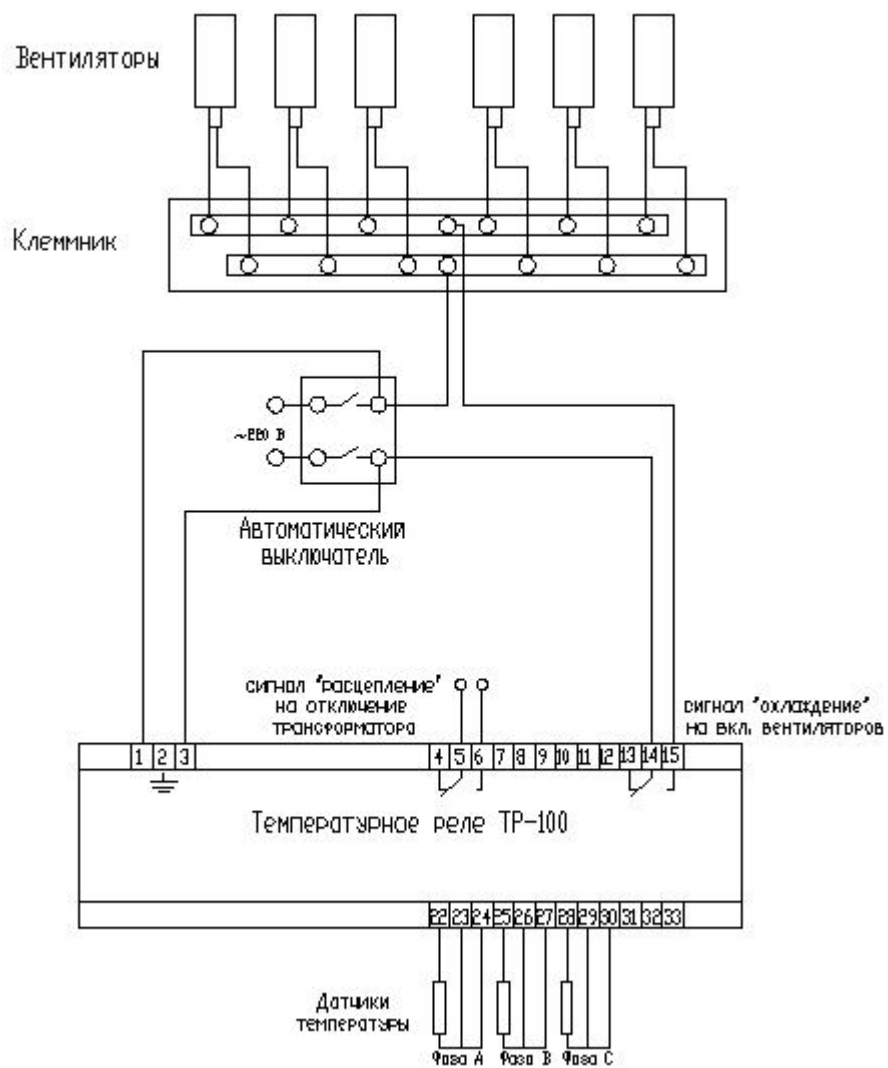 Вентиляторы
Клеммник
~220 В
Автоматический
выключатель
сигнал "расцепление"
на отключение
трансформатора
сигнал "охлаждение"
на вкл. вентиляторов
1 2 3 4 5 6 7 8 9 10 11 12 13 14 15
Температурное реле ТР-100
22 23 24 25 26 27 28 29 30 31 32 33
Датчики
температуры
Фаза А Фаза В Фаза С